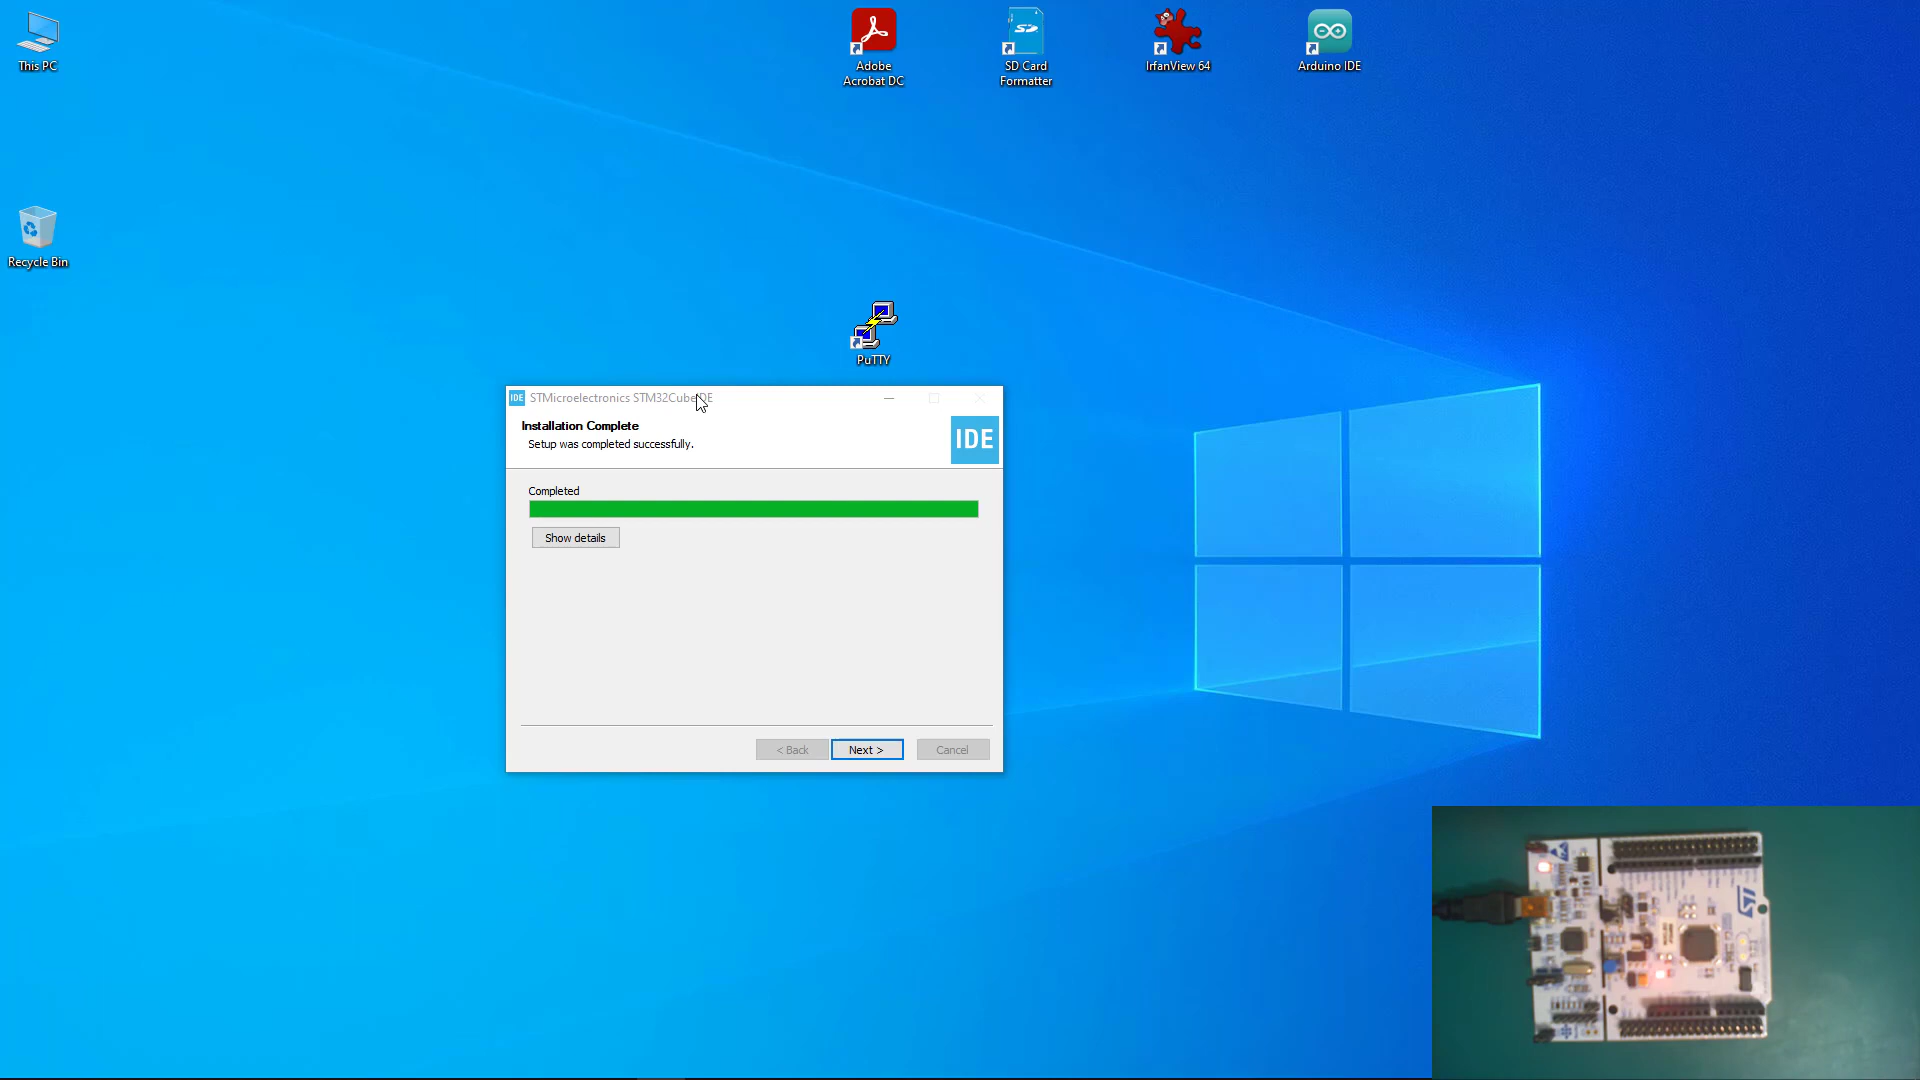 This PC
Adobe
Acrobat DC
SD Card
Formatter
IrfanView 64
Arduino IDE
Recycle Bin
PuTTY
IDE STMicroelectronics STM32CubeIDE
Installation Complete
Setup was completed successfully.
IDE
Completed
Show details
< Back
Next >
Cancel